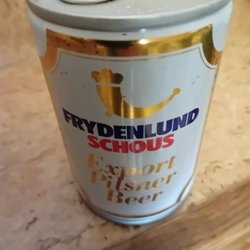 FRYDENLUND
SCHOUS
Export
Pilsner
Beer